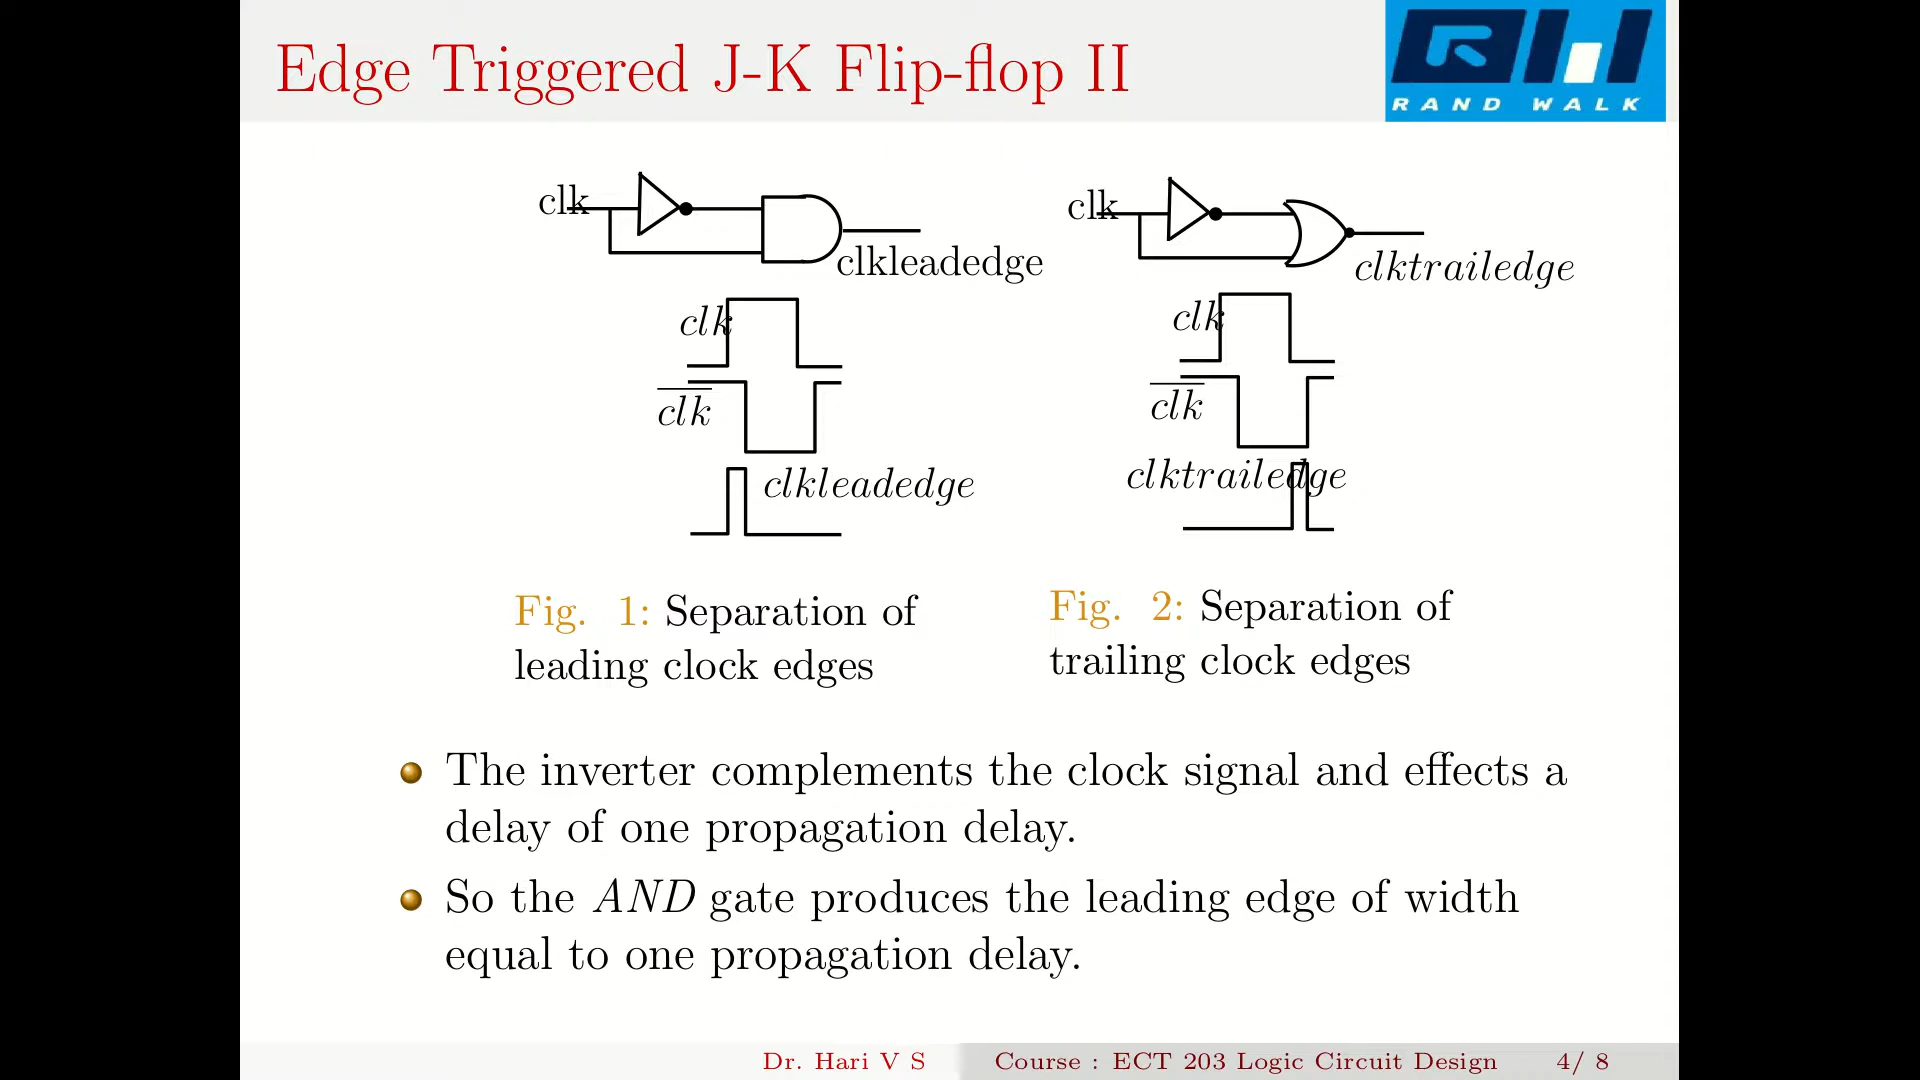 Edge Triggered J-K Flip-flop II
RAND WALK
clk
clkleadedge
clk
clktrailedge
clk
clk
c̅l̅k̅
c̅l̅k̅
clkleadedge
clktrailedge
Fig. 1: Separation of
leading clock edges
Fig. 2: Separation of
trailing clock edges
The inverter complements the clock signal and effects a
delay of one propagation delay.
So the AND gate produces the leading edge of width
equal to one propagation delay.
Dr. Hari V S
Course : ECT 203 Logic Circuit Design
4/ 8